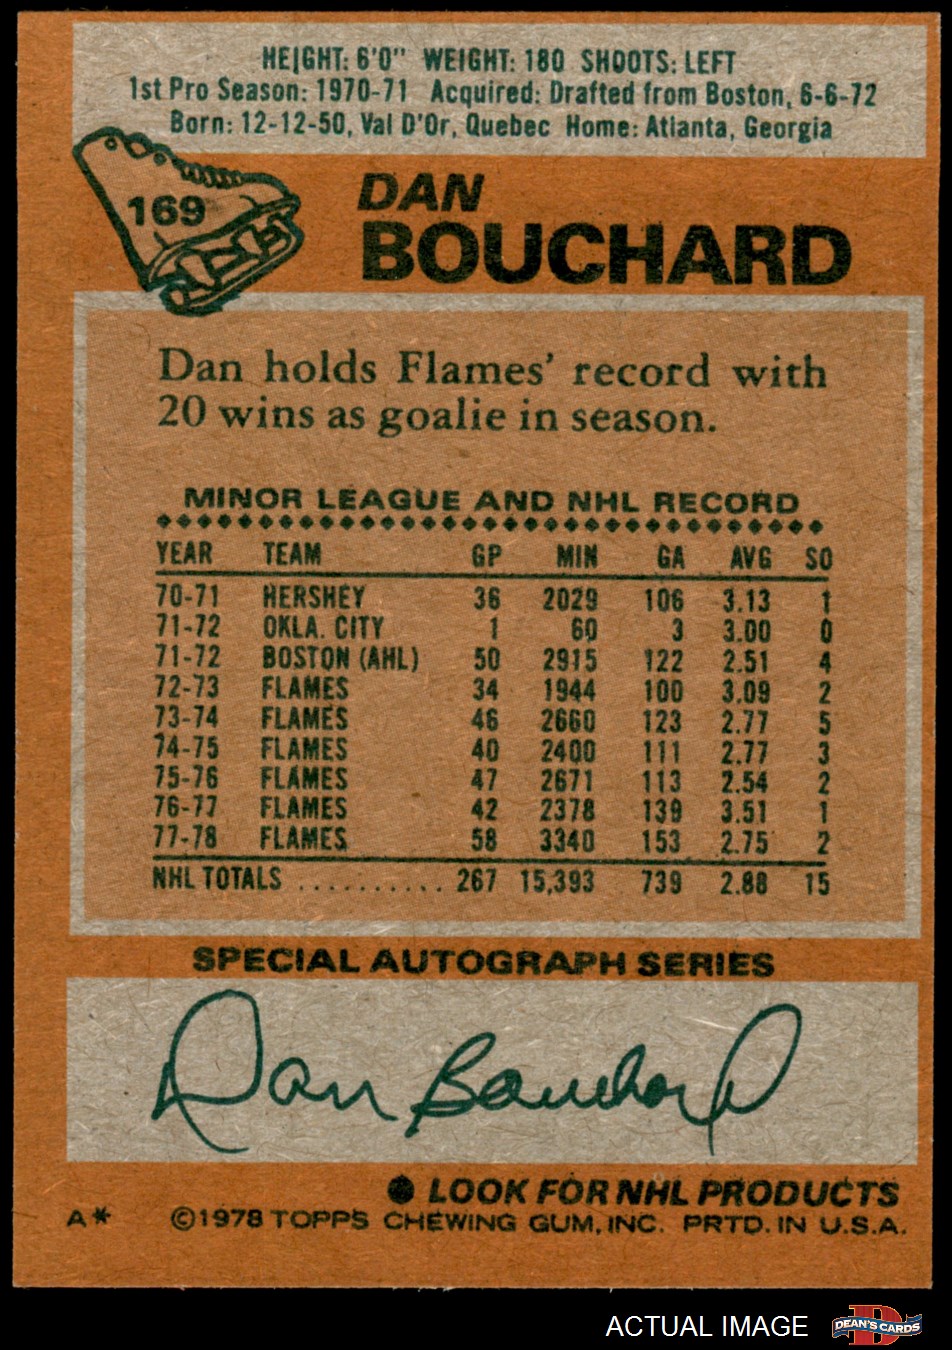 HEIGHT: 6'0" WEIGHT: 180 SHOOTS: LEFT
1st Pro Season: 1970-71 Acquired: Drafted from Boston, 6-6-72
Born: 12-12-50, Val D'Or, Quebec Home: Atlanta, Georgia
169
DAN
BOUCHARD
Dan holds Flames' record with
20 wins as goalie in season.
MINOR LEAGUE AND NHL RECORD
YEAR TEAM GP MIN GA AVG SO
70-71 HERSHEY 36 2029 106 3.13 1
71-72 OKLA. CITY 1 60 3 3.00 0
71-72 BOSTON (AHL) 50 2915 122 2.51 4
72-73 FLAMES 34 1944 100 3.09 2
73-74 FLAMES 46 2660 123 2.77 5
74-75 FLAMES 40 2400 111 2.77 3
75-76 FLAMES 47 2671 113 2.54 2
76-77 FLAMES 42 2378 139 3.51 1
77-78 FLAMES 58 3340 153 2.75 2
NHL TOTALS .......... 267 15,393 739 2.88 15
SPECIAL AUTOGRAPH SERIES
Dan Bouchard
● LOOK FOR NHL PRODUCTS
A* ©1978 TOPPS CHEWING GUM, INC. PRTD. IN U.S.A.
ACTUAL IMAGE
D
DEAN'S CARDS